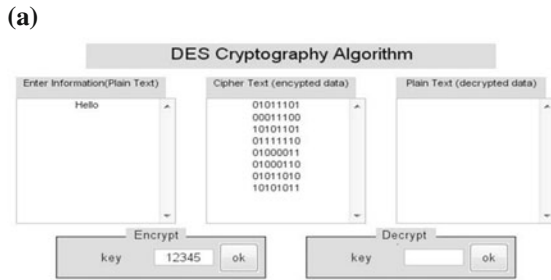 (a)
DES Cryptography Algorithm
Enter Information(Plain Text)
Hello
Cipher Text (encrypted data)
01011101
00011100
10101101
01111110
01000011
01000110
01011010
10101011
Plain Text (decrypted data)
Encrypt
key 12345 ok
Decrypt
key ok